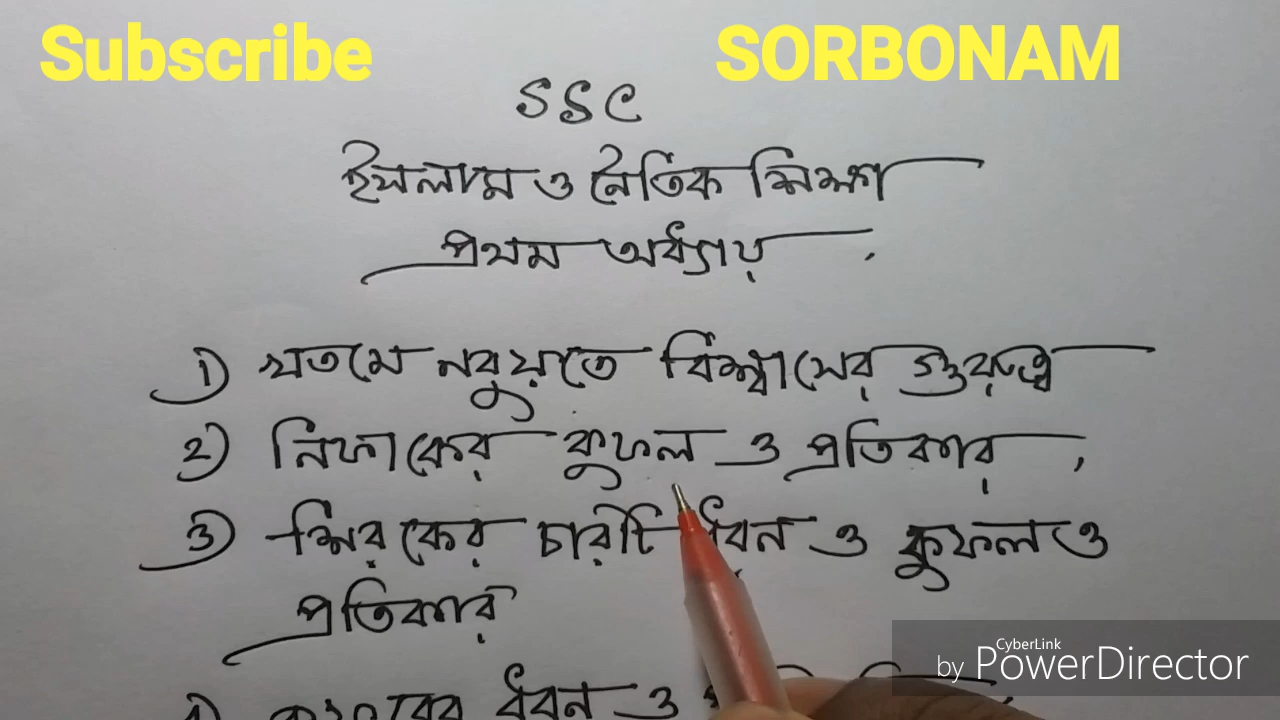 Subscribe SORBONAM
SSC
ইসলাম ও নৈতিক শিক্ষা
প্রথম অধ্যায়
১) খতমে নবুয়তে বিশ্বাসের গুরুত্ব
২) নিফাকের কুফল ও প্রতিকার,
৩) শিরকের চারটি ধরন ও কুফল ও
প্রতিকার
ধরন ও
CyberLink
by PowerDirector